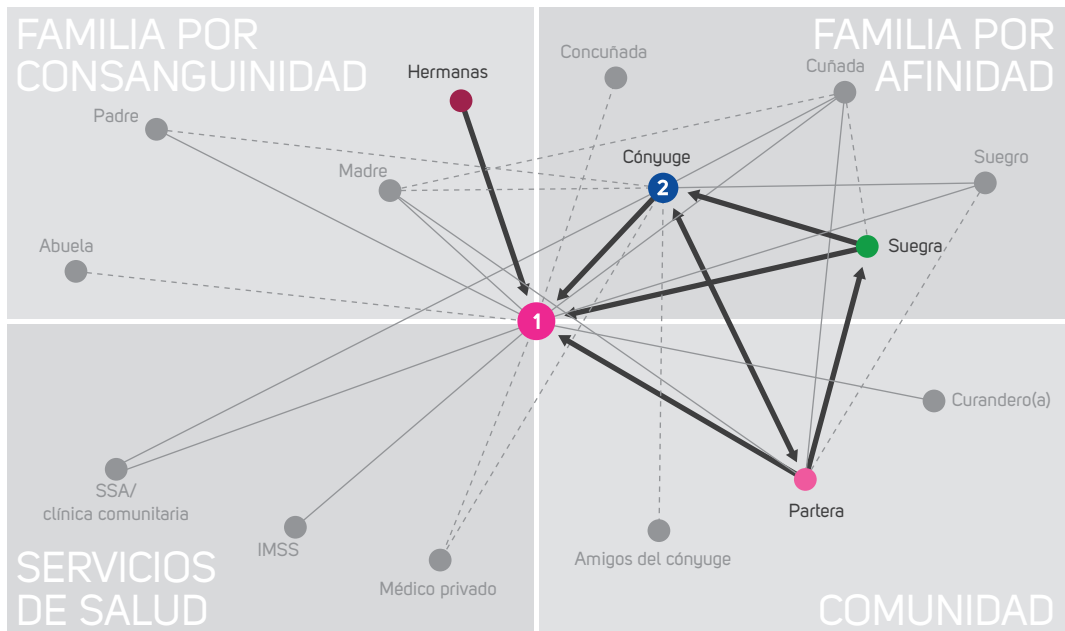 FAMILIA POR
CONSANGUINIDAD
Hermanas
Padre
Madre
Abuela
FAMILIA POR
AFINIDAD
Concuñada
Cuñada
Cónyuge
2
Suegro
Suegra
1
SSA/
clínica comunitaria
IMSS
Médico privado
SERVICIOS
DE SALUD
Curandero(a)
Partera
Amigos del cónyuge
COMUNIDAD